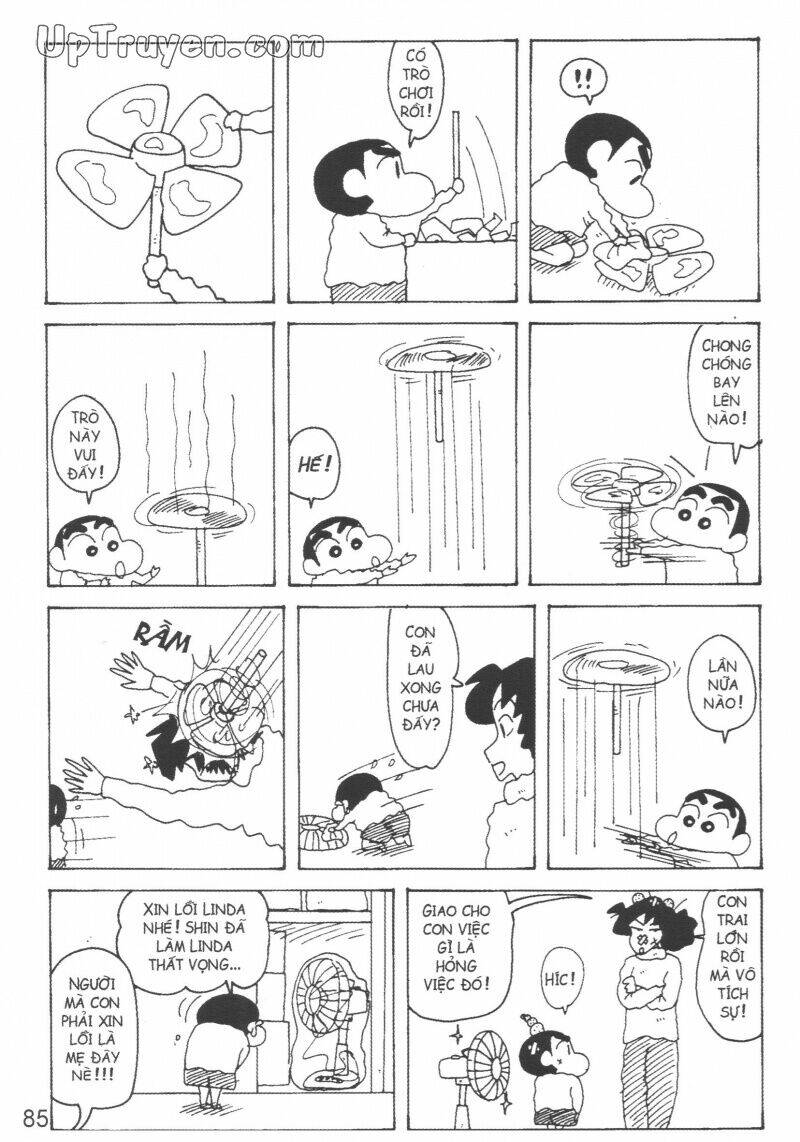 UpTruyen.com
!!
CÓ
TRÒ
CHƠI
RỒI!
CHONG
CHÓNG
BAY
LÊN
NÀO!
HẾ!
TRÒ
NÀY
VUI
ĐẤY!
LẦN
NỮA
NÀO!
CON
ĐÃ
LAU
XONG
CHƯA
ĐẤY?
RẦM
CON
TRAI
LỚN
RỒI
MÀ VÔ
TÍCH
SỰ!
GIAO CHO
CON VIỆC
GÌ LÀ
HỎNG
VIỆC ĐÓ!
HÍC!
XIN LỖI LINDA
NHÉ! SHIN ĐÃ
LÀM LINDA
THẤT VỌNG...
NGƯỜI
MÀ CON
PHẢI XIN
LỖI LÀ
MẸ ĐÂY
NÈ!!!
85